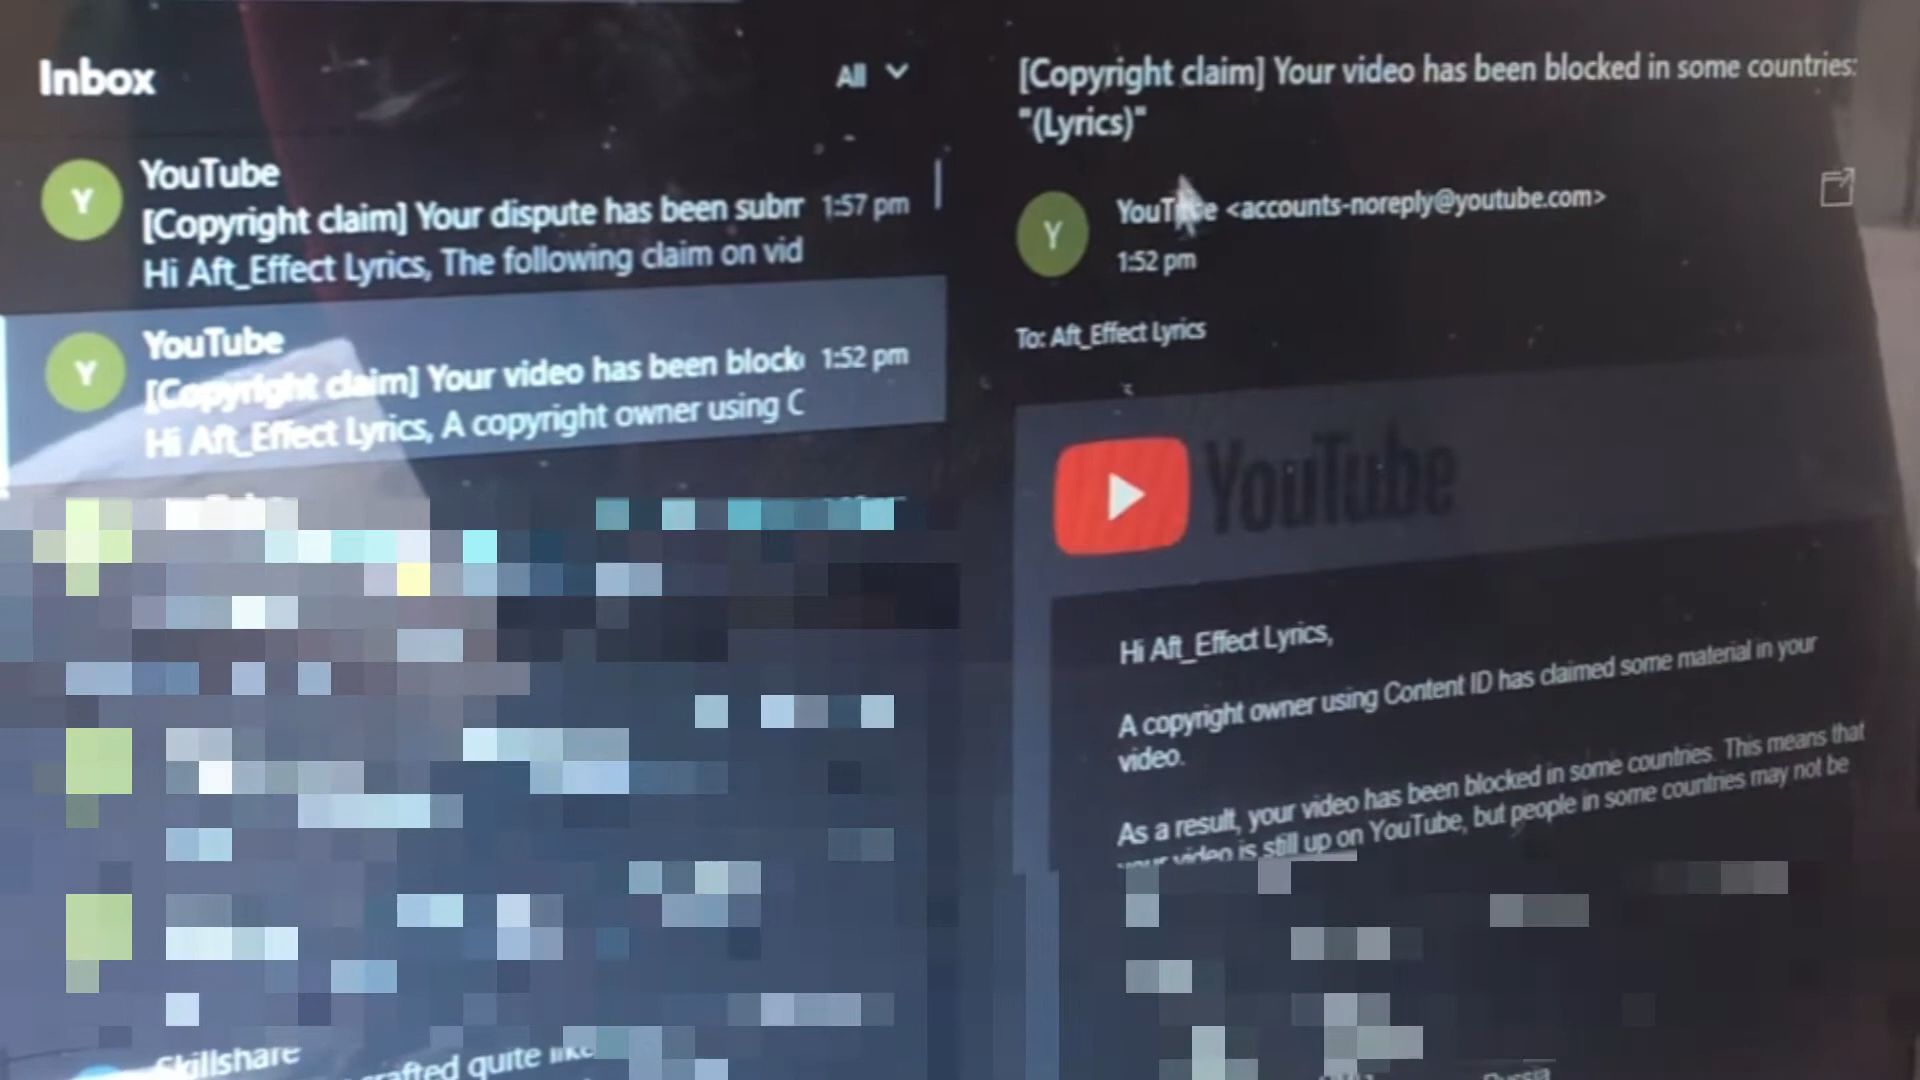 Inbox
All
YouTube
[Copyright claim] Your dispute has been subm
1:57 pm
Hi Aft_Effect Lyrics, The following claim on vid
YouTube
[Copyright claim] Your video has been block
1:52 pm
Hi Aft_Effect Lyrics, A copyright owner using C
Skillshare
crafted quite like
[Copyright claim] Your video has been blocked in some countries:
"(Lyrics)"
YouTube <accounts-noreply@youtube.com>
1:52 pm
To: Aft_Effect Lyrics
YouTube
Hi Aft_Effect Lyrics,
A copyright owner using Content ID has claimed some material in your
video.
As a result, your video has been blocked in some countries. This means that
your video is still up on YouTube, but people in some countries may not be
Russia